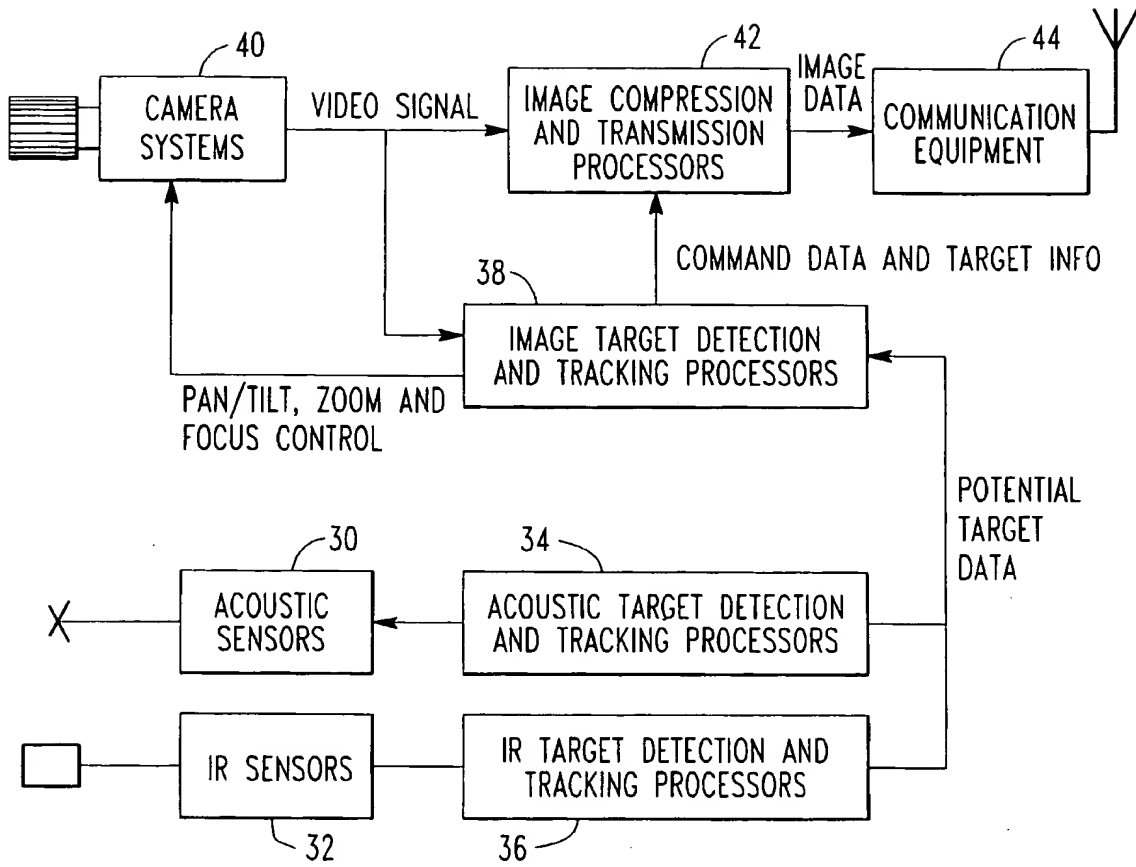 40
CAMERA
SYSTEMS
VIDEO SIGNAL
42
IMAGE COMPRESSION
AND TRANSMISSION
PROCESSORS
IMAGE
DATA
44
COMMUNICATION
EQUIPMENT
COMMAND DATA AND TARGET INFO
38
IMAGE TARGET DETECTION
AND TRACKING PROCESSORS
PAN/TILT, ZOOM AND
FOCUS CONTROL
POTENTIAL
TARGET
DATA
30
ACOUSTIC
SENSORS
34
ACOUSTIC TARGET DETECTION
AND TRACKING PROCESSORS
IR SENSORS
32
IR TARGET DETECTION AND
TRACKING PROCESSORS
36